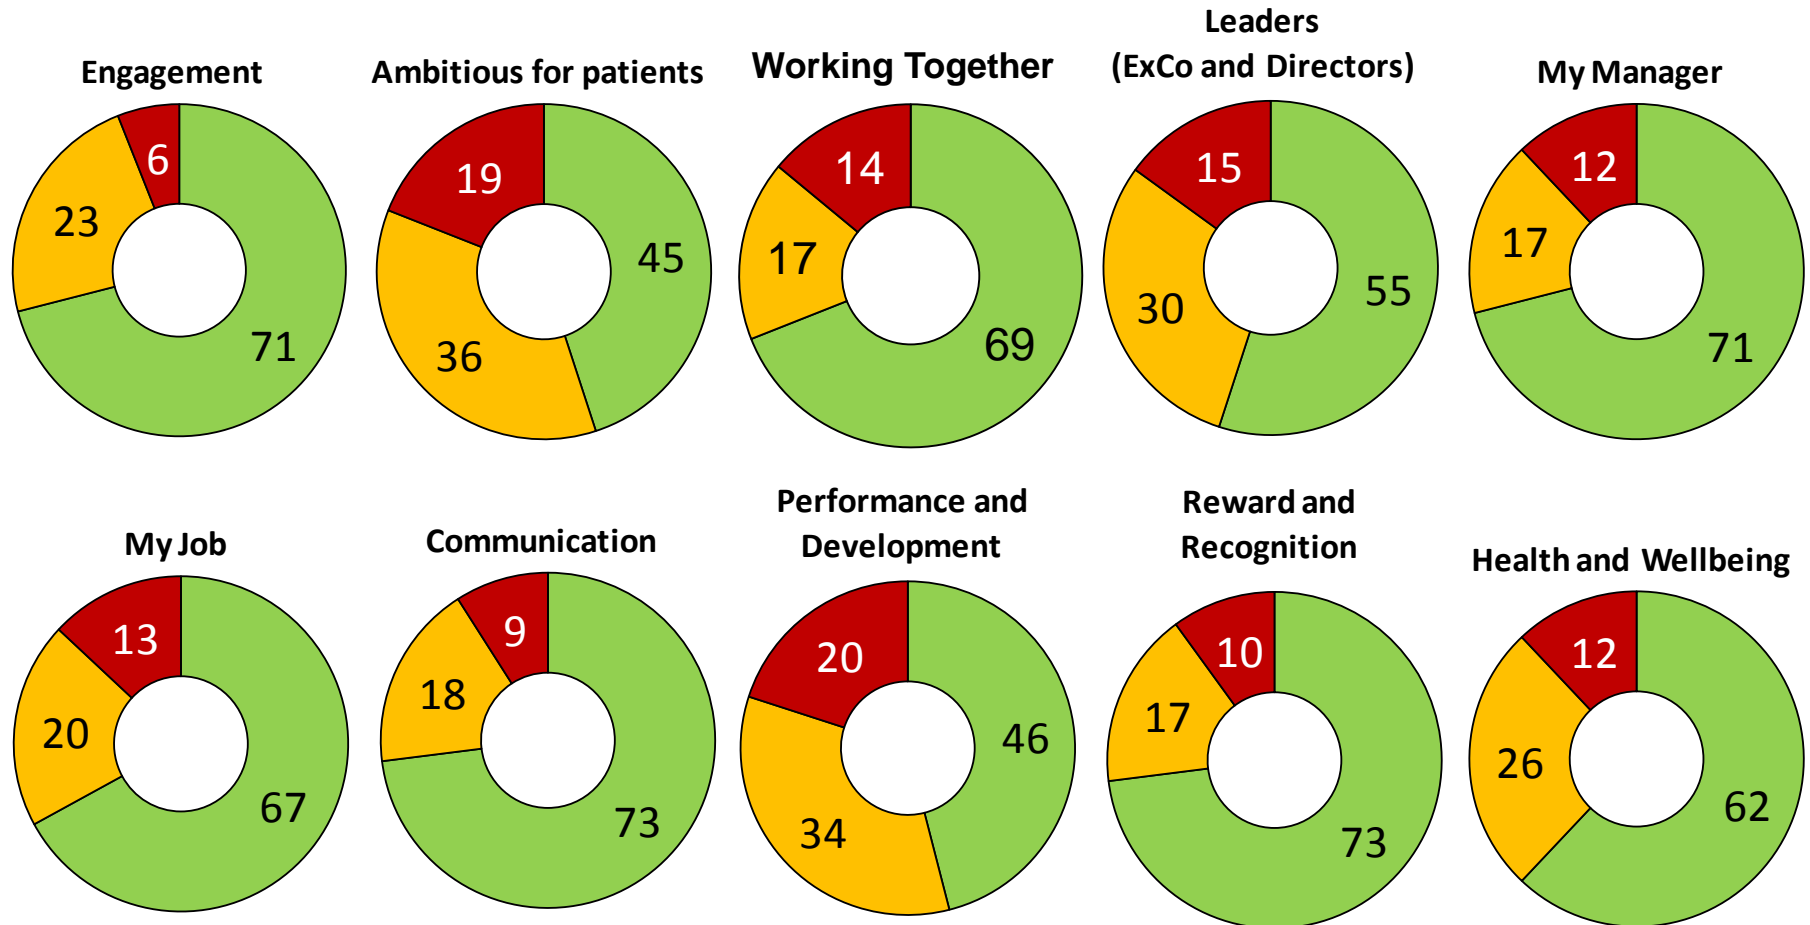 Engagement
6
23
71
Ambitious for patients
19
45
36
Working Together
14
17
69
Leaders
(ExCo and Directors)
15
55
30
My Manager
12
17
71
My Job
13
20
67
Communication
9
18
73
Performance and
Development
20
46
34
Reward and
Recognition
10
17
73
Health and Wellbeing
12
26
62